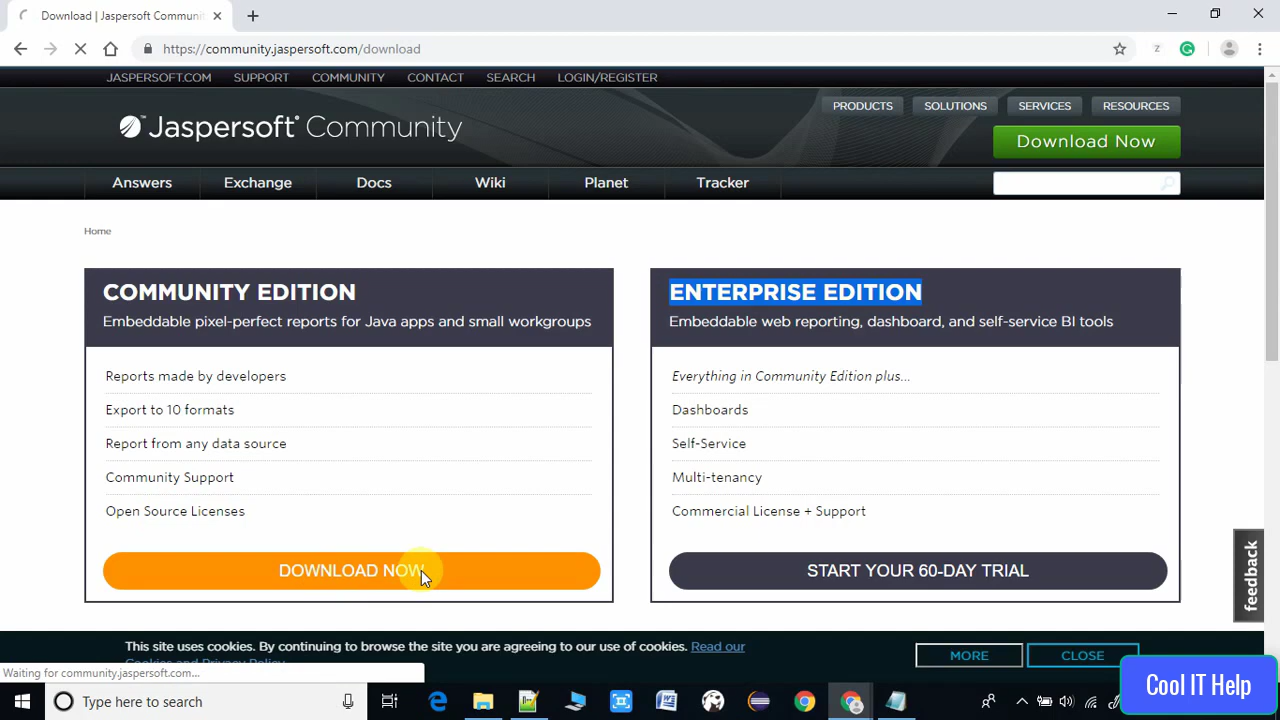 Download | Jaspersoft Communit
https://community.jaspersoft.com/download
JASPERSOFT.COM SUPPORT COMMUNITY CONTACT SEARCH LOGIN/REGISTER
PRODUCTS SOLUTIONS SERVICES RESOURCES
Jaspersoft Community
Download Now
Answers Exchange Docs Wiki Planet Tracker
Home
COMMUNITY EDITION
Embeddable pixel-perfect reports for Java apps and small workgroups
Reports made by developers
Export to 10 formats
Report from any data source
Community Support
Open Source Licenses
DOWNLOAD NOW
ENTERPRISE EDITION
Embeddable web reporting, dashboard, and self-service BI tools
Everything in Community Edition plus...
Dashboards
Self-Service
Multi-tenancy
Commercial License + Support
START YOUR 60-DAY TRIAL
feedback
This site uses cookies. By continuing to browse the site you are agreeing to our use of cookies. Read our
Cookies and Privacy Policy.
MORE CLOSE
Waiting for community.jaspersoft.com...
Type here to search
Cool IT Help